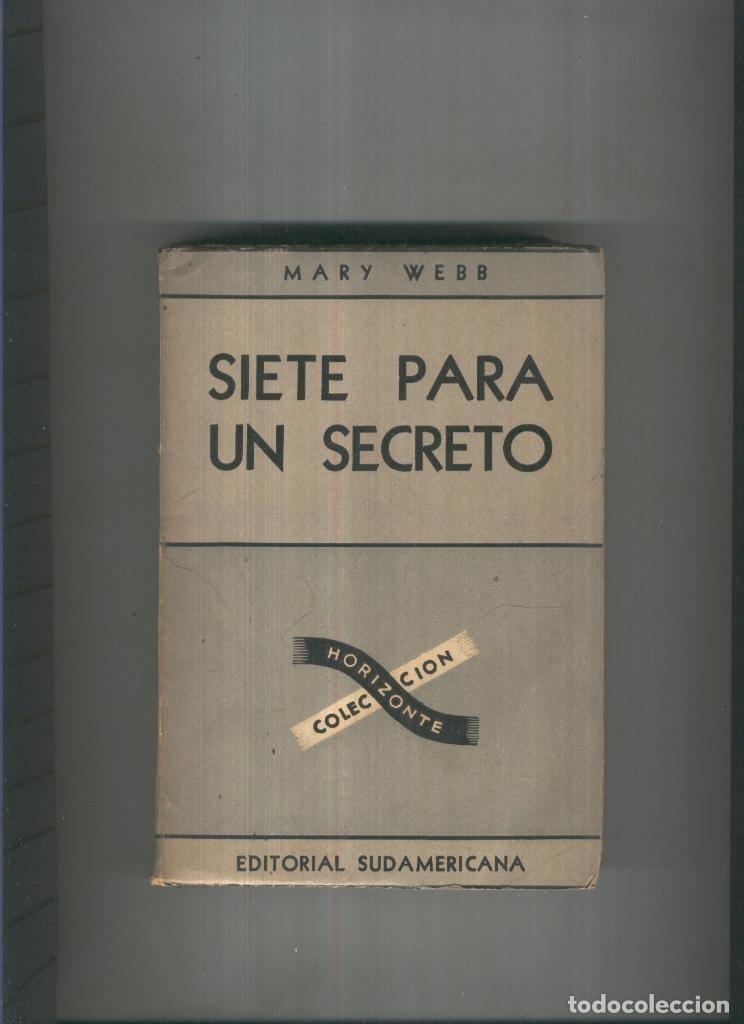 MARY WEBB
SIETE PARA
UN SECRETO
COLECCION
HORIZONTE
EDITORIAL SUDAMERICANA
todocoleccion